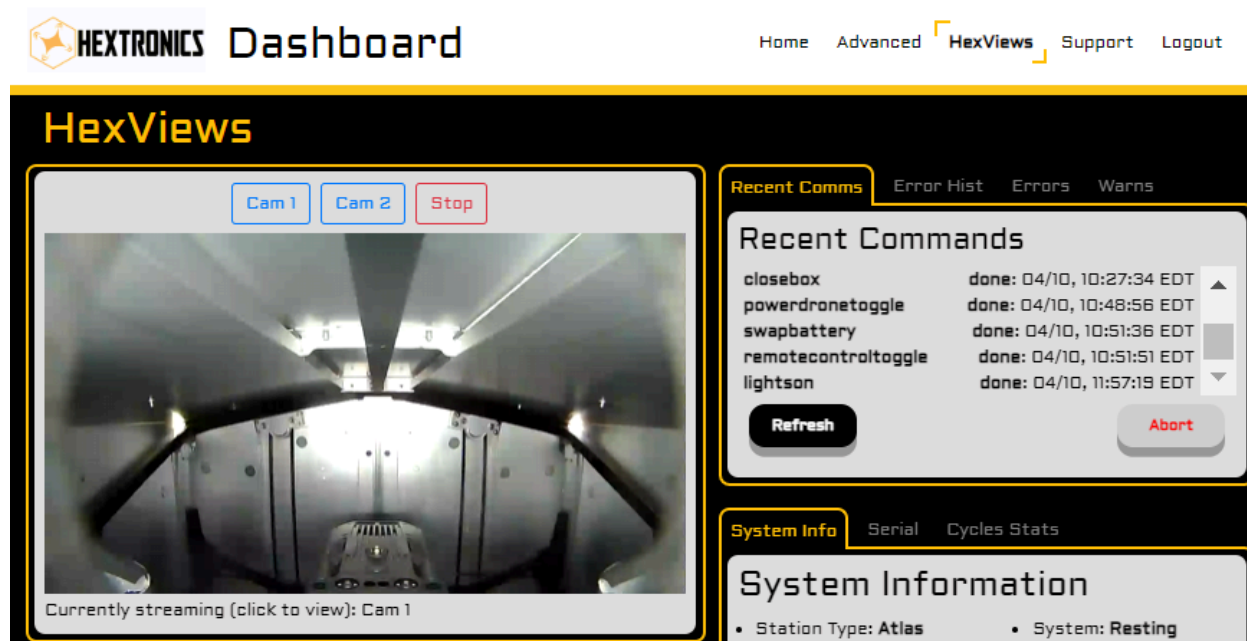 HEXTRONICS Dashboard
Home Advanced HexViews Support Logout
HexViews
Cam 1 Cam 2 Stop
Currently streaming (click to view): Cam 1
Recent Comms Error Hist Errors Warns
Recent Commands
closebox done: 04/10, 10:27:34 EDT
powerdronetoggle done: 04/10, 10:48:56 EDT
swapbattery done: 04/10, 10:51:36 EDT
remotecontroltoggle done: 04/10, 10:51:51 EDT
lightson done: 04/10, 11:57:19 EDT
Refresh Abort
System Info Serial Cycles Stats
System Information
• Station Type: Atlas • System: Resting